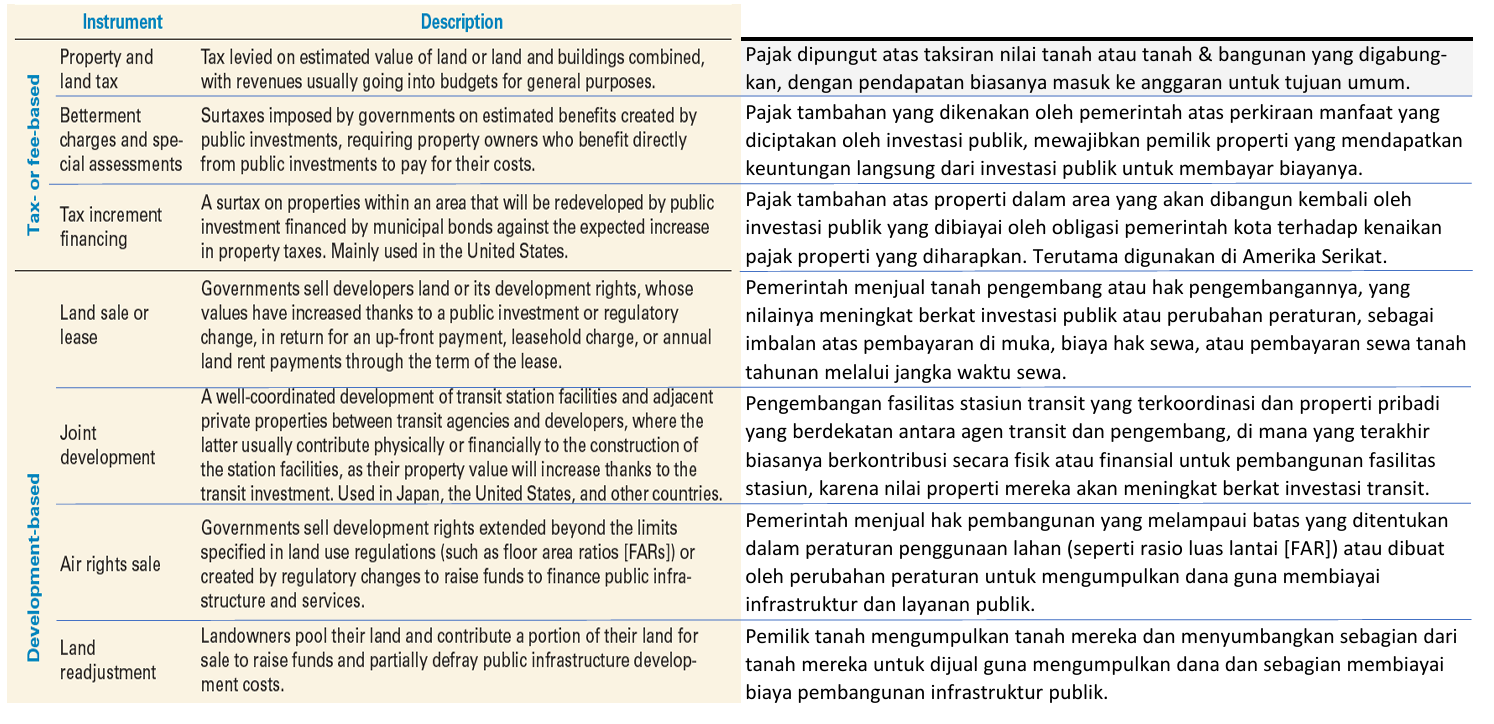 Instrument
Description
Tax- or fee-based
Property and
land tax
Tax levied on estimated value of land or land and buildings combined,
with revenues usually going into budgets for general purposes.
Pajak dipungut atas taksiran nilai tanah atau tanah & bangunan yang digabung-
kan, dengan pendapatan biasanya masuk ke anggaran untuk tujuan umum.
Betterment
charges and spe-
cial assessments
Surtaxes imposed by governments on estimated benefits created by
public investments, requiring property owners who benefit directly
from public investments to pay for their costs.
Pajak tambahan yang dikenakan oleh pemerintah atas perkiraan manfaat yang
diciptakan oleh investasi publik, mewajibkan pemilik properti yang mendapatkan
keuntungan langsung dari investasi publik untuk membayar biayanya.
Tax increment
financing
A surtax on properties within an area that will be redeveloped by public
investment financed by municipal bonds against the expected increase
in property taxes. Mainly used in the United States.
Pajak tambahan atas properti dalam area yang akan dibangun kembali oleh
investasi publik yang dibiayai oleh obligasi pemerintah kota terhadap kenaikan
pajak properti yang diharapkan. Terutama digunakan di Amerika Serikat.
Development-based
Land sale or
lease
Governments sell developers land or its development rights, whose
values have increased thanks to a public investment or regulatory
change, in return for an up-front payment, leasehold charge, or annual
land rent payments through the term of the lease.
Pemerintah menjual tanah pengembang atau hak pengembangannya, yang
nilainya meningkat berkat investasi publik atau perubahan peraturan, sebagai
imbalan atas pembayaran di muka, biaya hak sewa, atau pembayaran sewa tanah
tahunan melalui jangka waktu sewa.
Joint
development
A well-coordinated development of transit station facilities and adjacent
private properties between transit agencies and developers, where the
latter usually contribute physically or financially to the construction of
the station facilities, as their property value will increase thanks to the
transit investment. Used in Japan, the United States, and other countries.
Pengembangan fasilitas stasiun transit yang terkoordinasi dan properti pribadi
yang berdekatan antara agen transit dan pengembang, di mana yang terakhir
biasanya berkontribusi secara fisik atau finansial untuk pembangunan fasilitas
stasiun, karena nilai properti mereka akan meningkat berkat investasi transit.
Air rights sale
Governments sell development rights extended beyond the limits
specified in land use regulations (such as floor area ratios [FARs]) or
created by regulatory changes to raise funds to finance public infra-
structure and services.
Pemerintah menjual hak pembangunan yang melampaui batas yang ditentukan
dalam peraturan penggunaan lahan (seperti rasio luas lantai [FAR]) atau dibuat
oleh perubahan peraturan untuk mengumpulkan dana guna membiayai
infrastruktur dan layanan publik.
Land
readjustment
Landowners pool their land and contribute a portion of their land for
sale to raise funds and partially defray public infrastructure develop-
ment costs.
Pemilik tanah mengumpulkan tanah mereka dan menyumbangkan sebagian dari
tanah mereka untuk dijual guna mengumpulkan dana dan sebagian membiayai
biaya pembangunan infrastruktur publik.